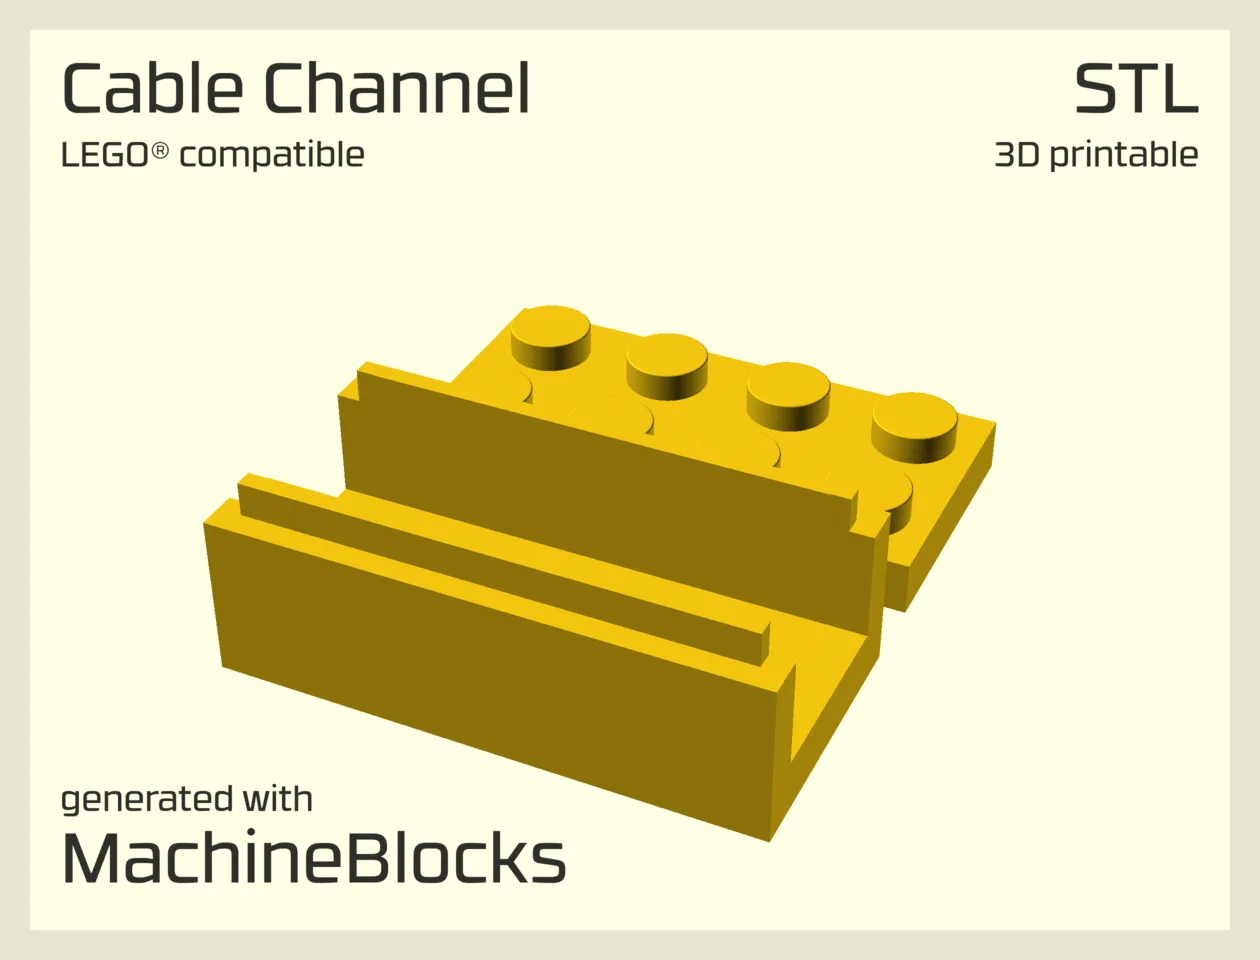 Cable Channel
LEGO® compatible
STL
3D printable
generated with
MachineBlocks